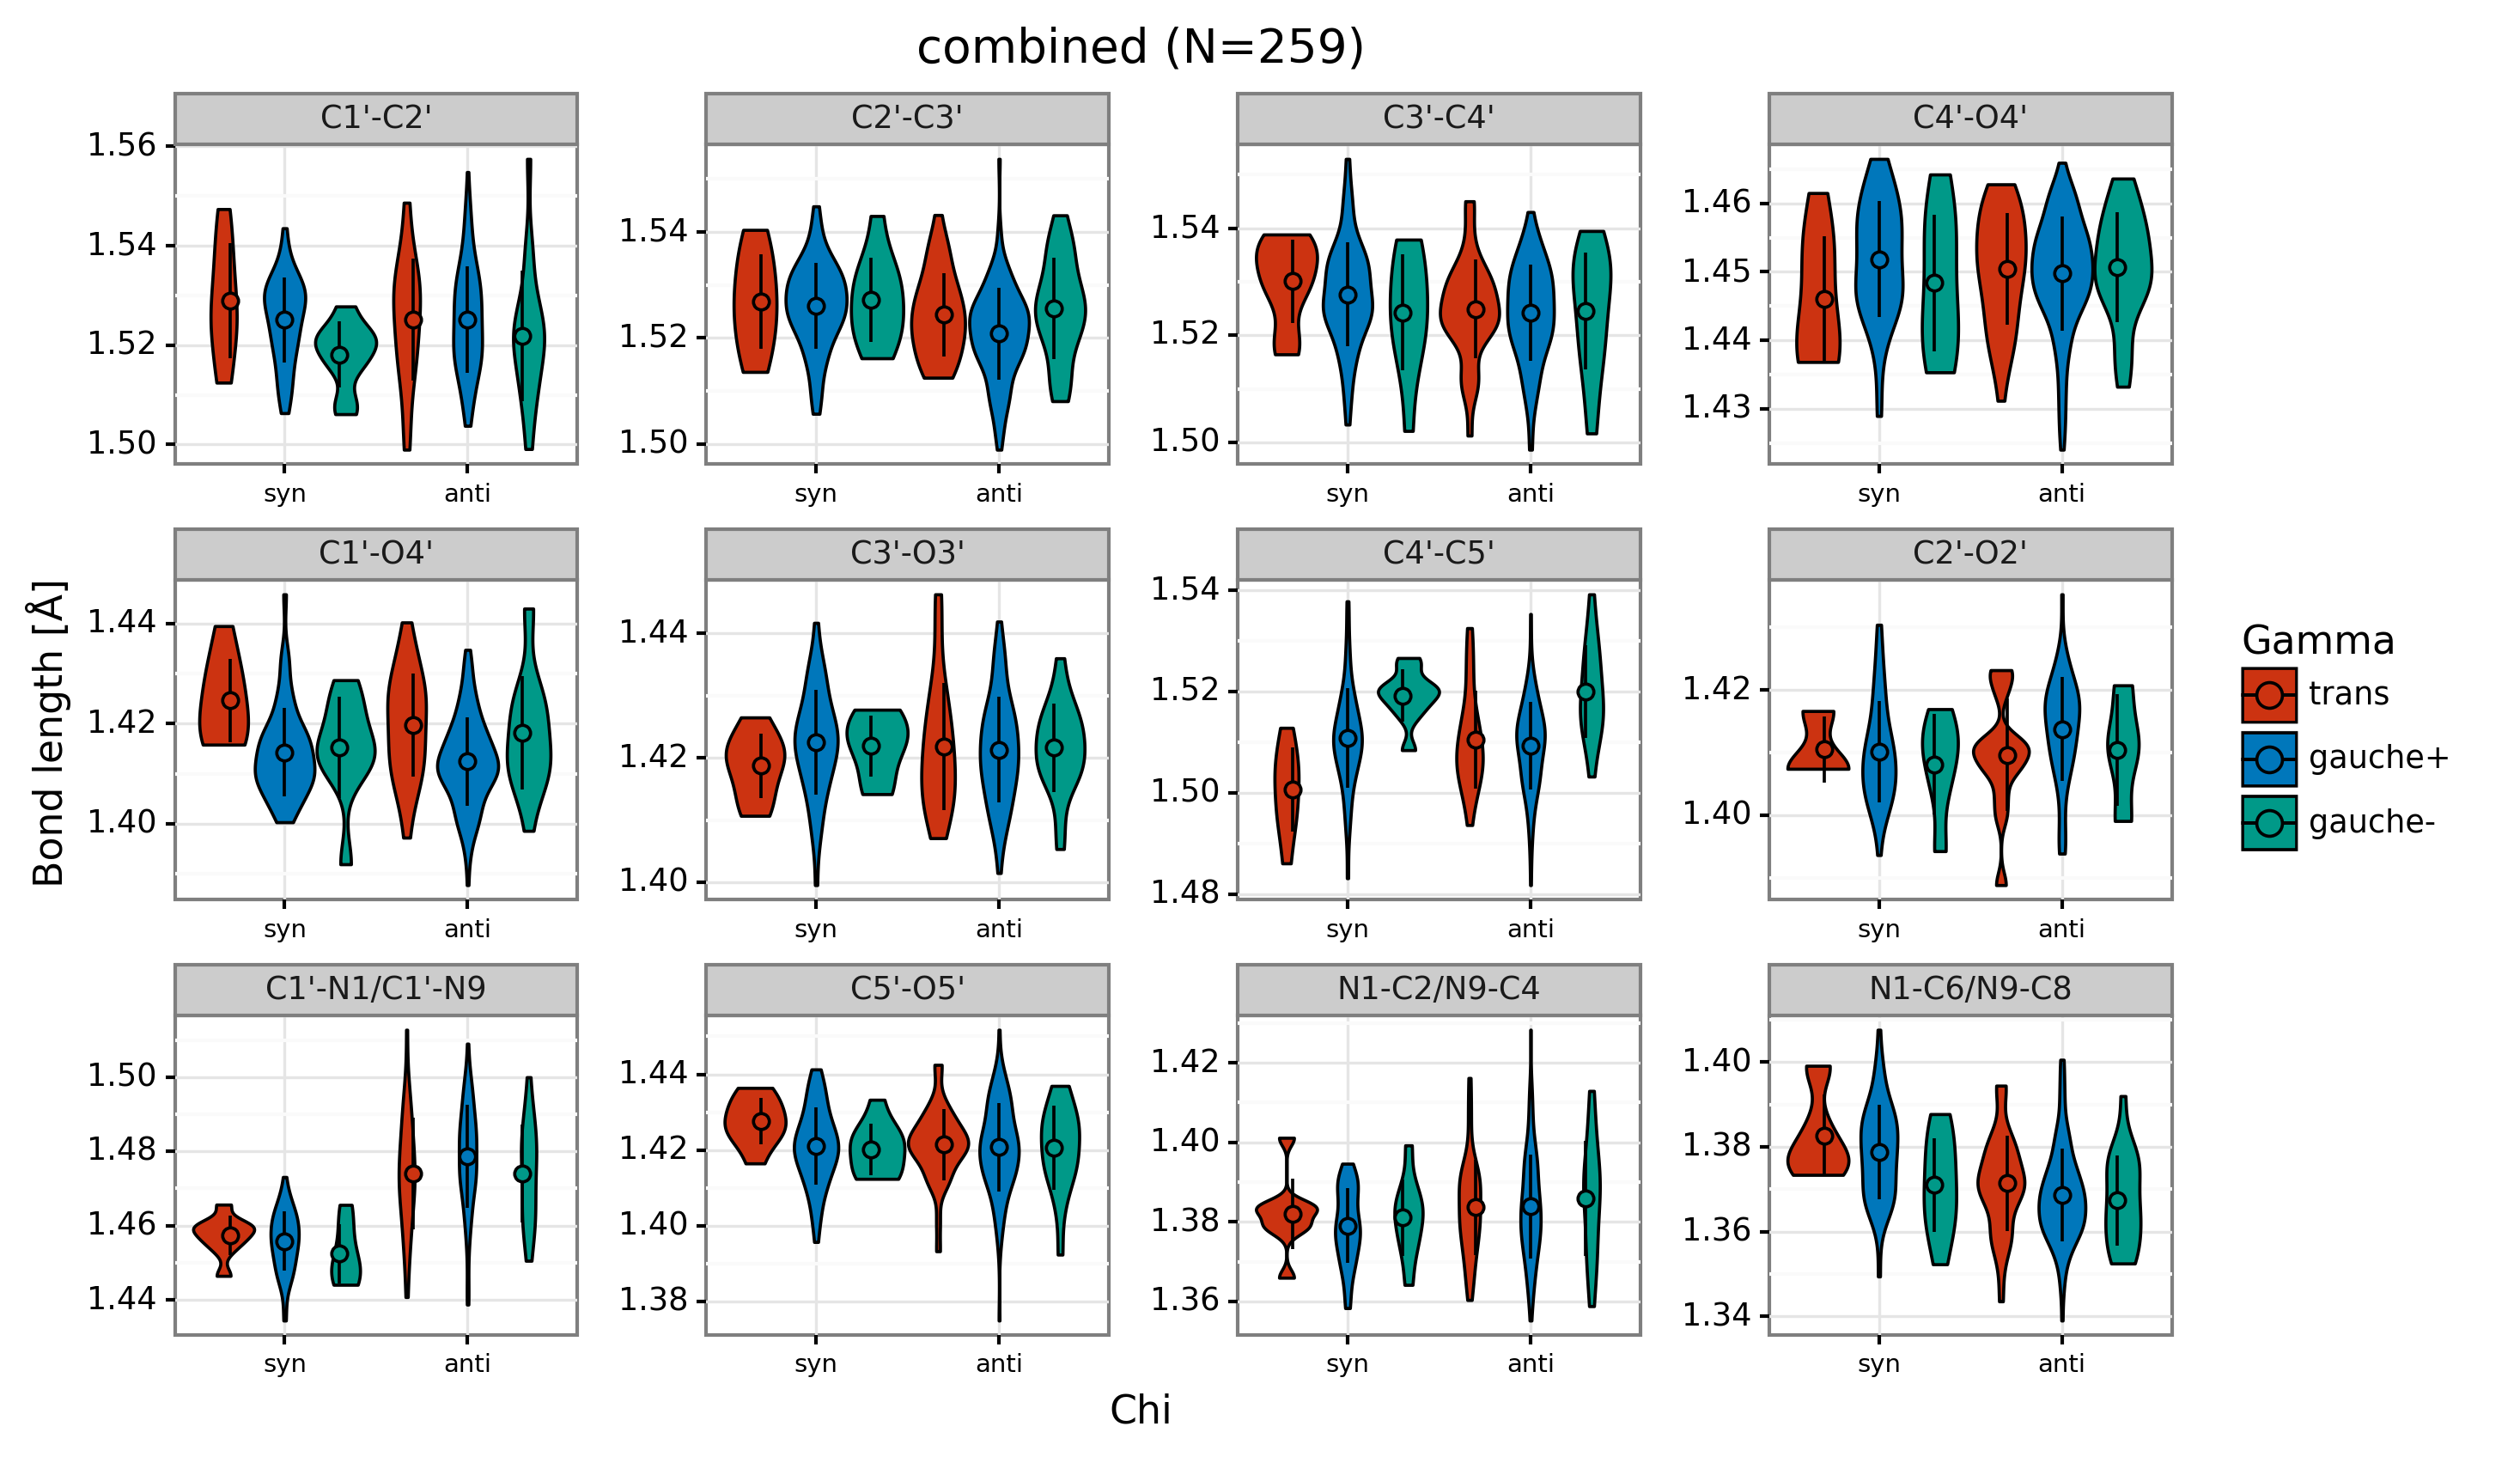 combined (N=259)
C1'-C2'
C2'-C3'
C3'-C4'
C4'-O4'
1.56
1.54
1.52
1.50
1.54
1.52
1.50
1.54
1.52
1.50
1.46
1.45
1.44
1.43
syn
anti
syn
anti
syn
anti
syn
anti
C1'-O4'
C3'-O3'
C4'-C5'
C2'-O2'
1.44
1.42
1.40
1.44
1.42
1.40
1.54
1.52
1.50
1.48
1.42
1.40
syn
anti
syn
anti
syn
anti
syn
anti
C1'-N1/C1'-N9
C5'-O5'
N1-C2/N9-C4
N1-C6/N9-C8
1.50
1.48
1.46
1.44
1.44
1.42
1.40
1.38
1.42
1.40
1.38
1.36
1.40
1.38
1.36
1.34
syn
anti
syn
anti
syn
anti
syn
anti
Bond length [Å]
Chi
Gamma
trans
gauche+
gauche-